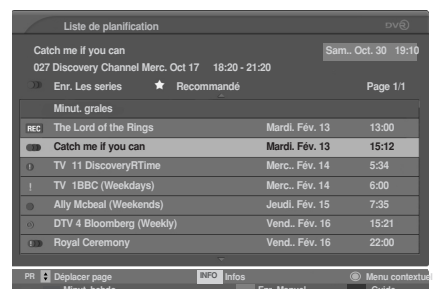 Liste de planification
Catch me if you can
Sam.. Oct. 30 19:10
027 Discovery Channel Merc. Oct 17 18:20 - 21:20
Enr. Les series Recommandé Page 1/1
Minut. grales
REC The Lord of the Rings Mardi. Fév. 13 13:00
Catch me if you can Mardi. Fév. 13 15:12
TV 11 DiscoveryRTime Merc.. Fév. 14 5:34
TV 1BBC (Weekdays) Merc.. Fév. 14 6:00
Ally Mcbeal (Weekends) Jeudi. Fév. 15 7:35
DTV 4 Bloomberg (Weekly) Vend.. Fév. 16 15:21
Royal Ceremony Vend.. Fév. 16 22:00
PR Déplacer page INFO Infos Menu contextue
Minut. hebdo Enr. Manuel Guide